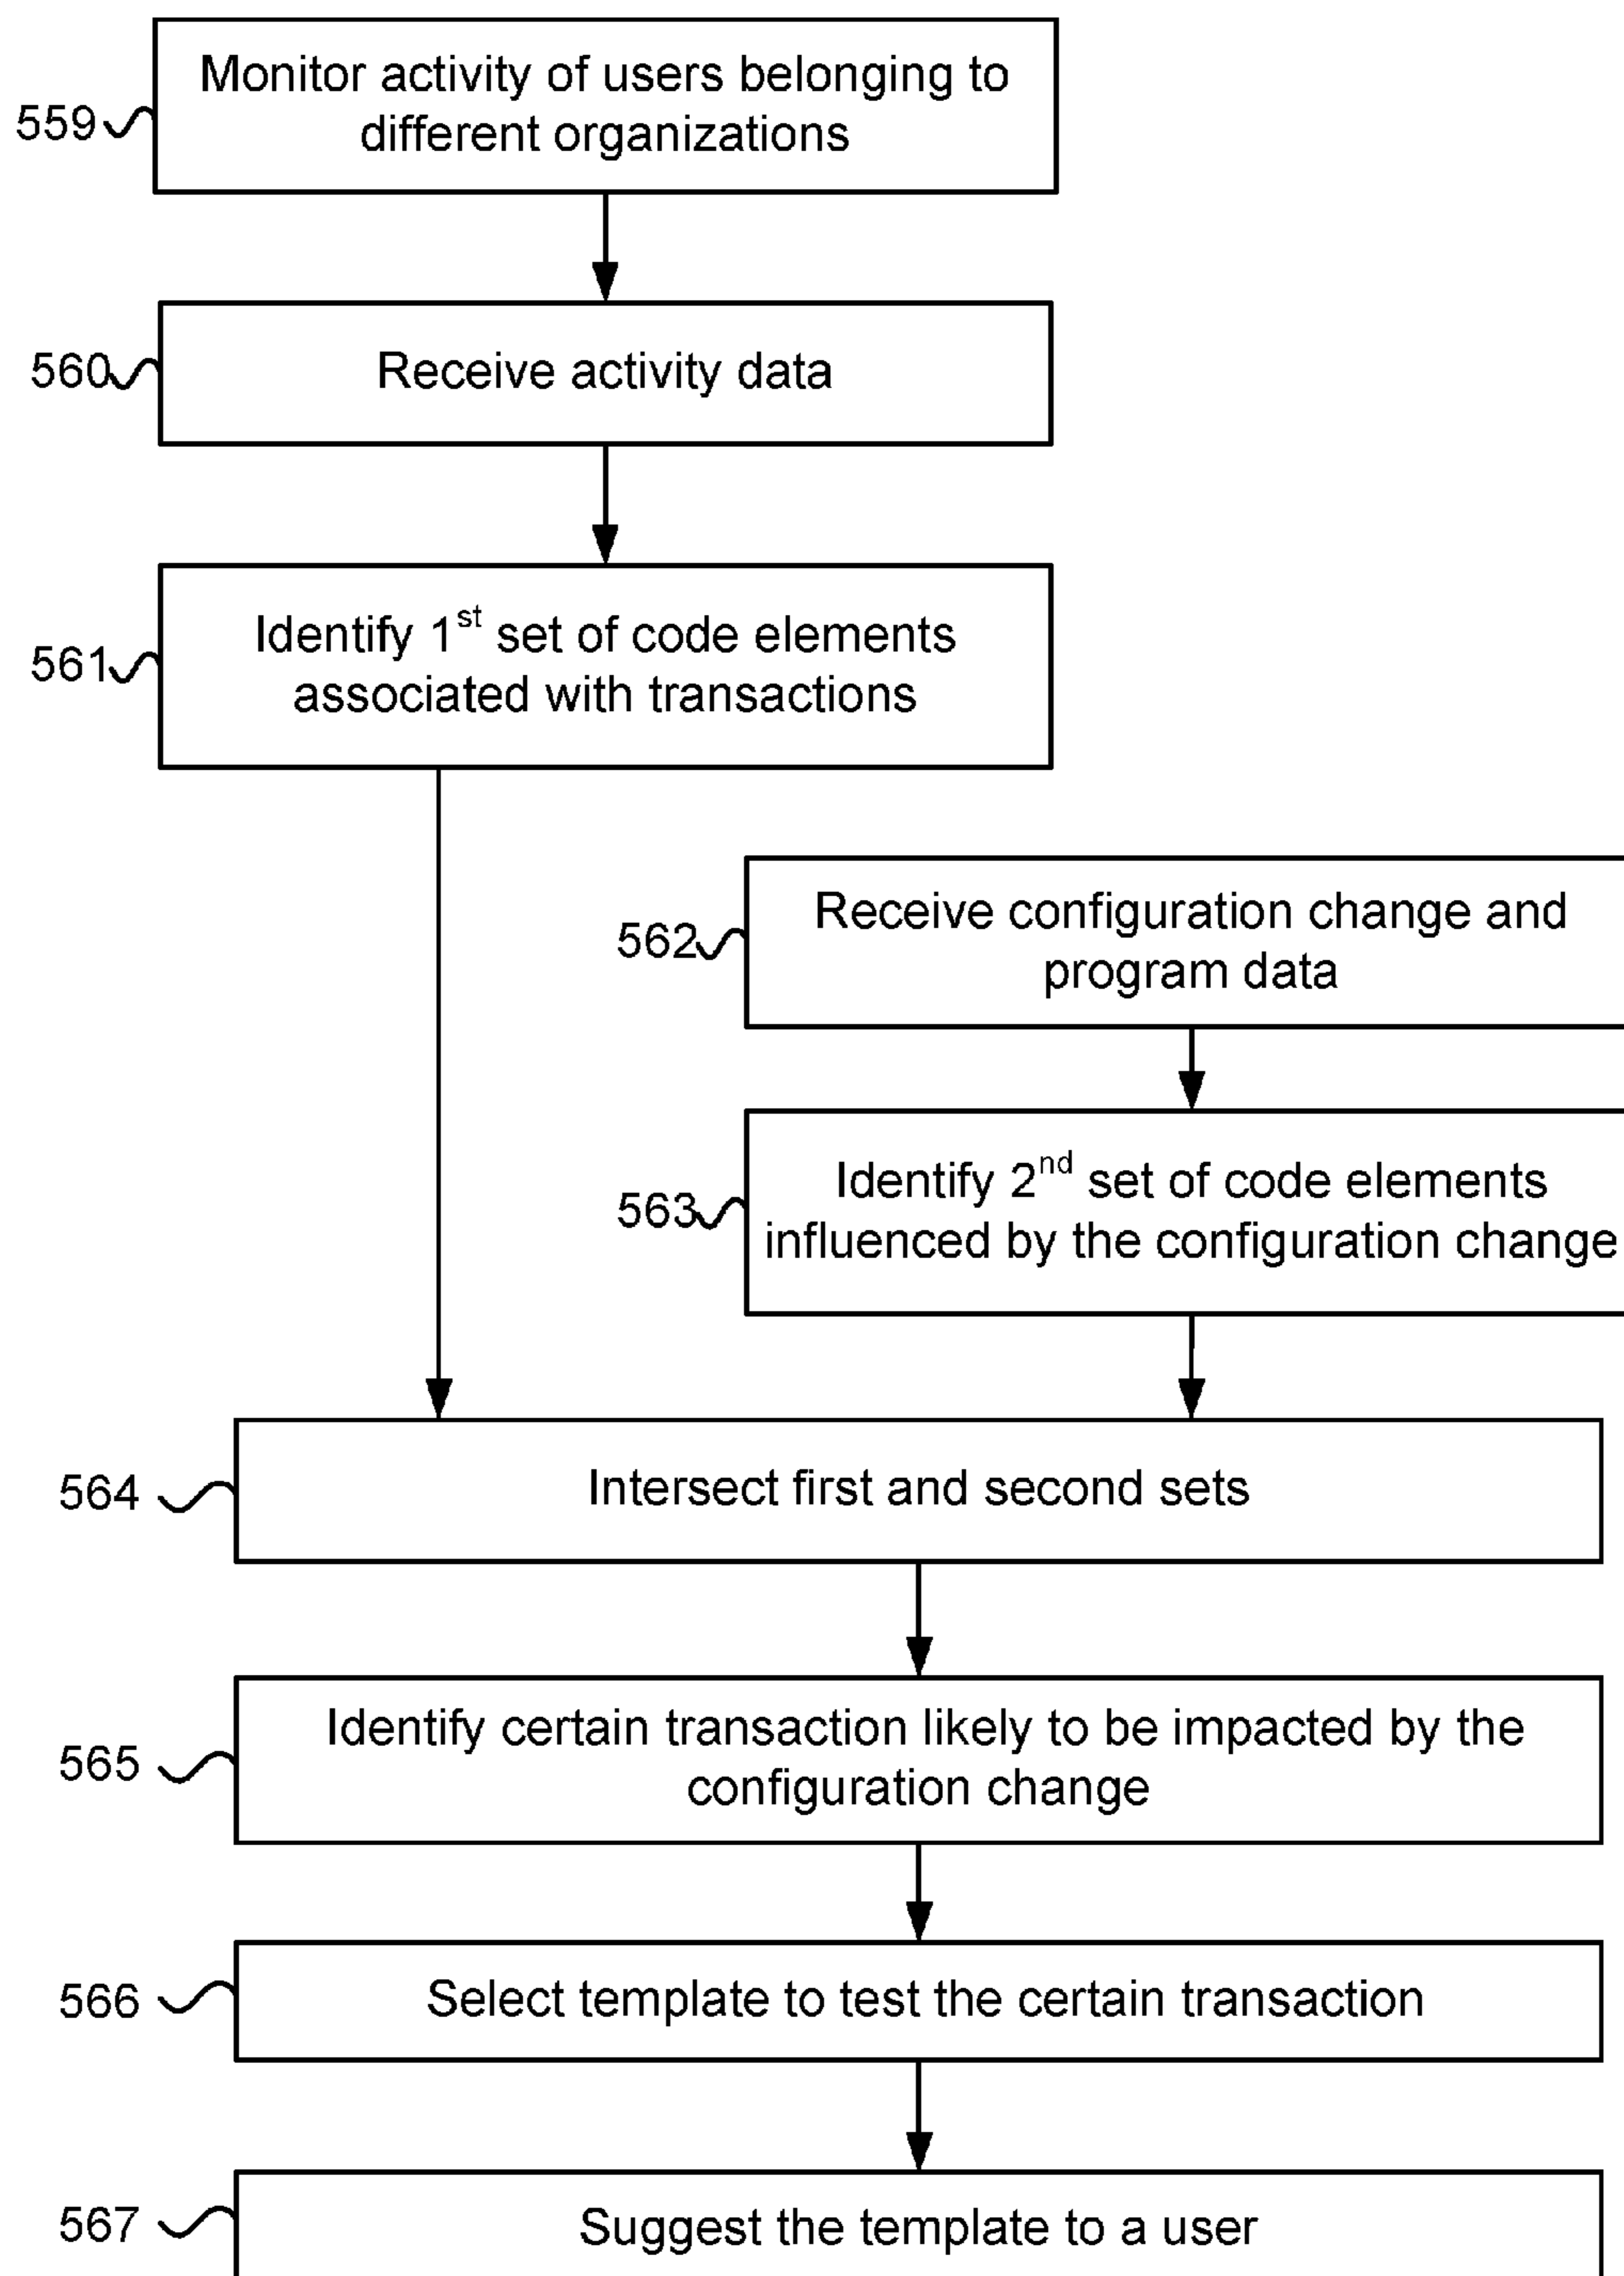 Monitor activity of users belonging to
different organizations
559
Receive activity data
560
Identify 1st set of code elements
associated with transactions
561
Receive configuration change and
program data
562
Identify 2nd set of code elements
influenced by the configuration change
563
Intersect first and second sets
564
Identify certain transaction likely to be impacted by the
configuration change
565
Select template to test the certain transaction
566
Suggest the template to a user
567